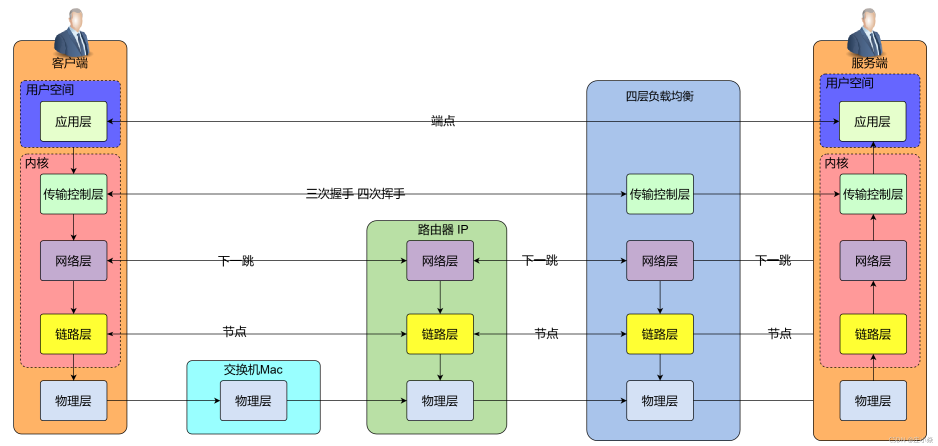 客户端
服务端
用户空间
用户空间
四层负载均衡
应用层
端点
应用层
内核
内核
传输控制层
三次握手 四次挥手
传输控制层
传输控制层
路由器 IP
网络层
下一跳
网络层
下一跳
网络层
下一跳
网络层
链路层
节点
链路层
节点
链路层
节点
链路层
交换机Mac
物理层
物理层
物理层
物理层
物理层